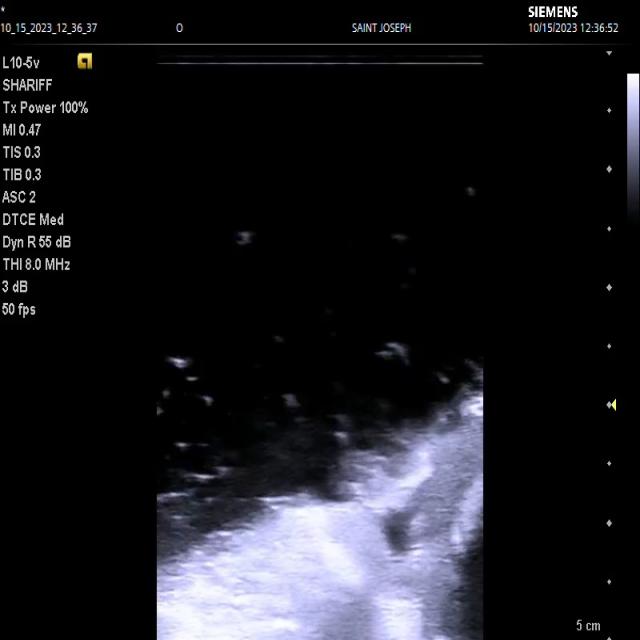 *
SIEMENS
10_15_2023_12_36_37 O SAINT JOSEPH 10/15/2023 12:36:52
L10-5v
SHARIFF
Tx Power 100%
MI 0.47
TIS 0.3
TIB 0.3
ASC 2
DTCE Med
Dyn R 55 dB
THI 8.0 MHz
3 dB
50 fps
5 cm